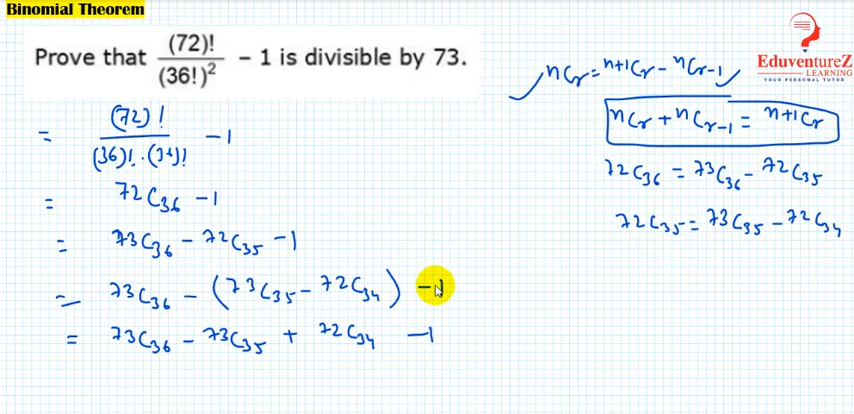 Binomial Theorem
Prove that (72)!/(36!)² − 1 is divisible by 73.
EduventureZ
LEARNING
YOUR PERSONAL TUTOR
nCr = n+1Cr − nCr-1
nCr + nCr-1 = n+1Cr
72C36 = 73C36 − 72C35
72C35 = 73C35 − 72C34
= (72)!/(36)!·(36)! − 1
= 72C36 − 1
= 73C36 − 72C35 − 1
= 73C36 − (73C35 − 72C34) − 1
= 73C36 − 73C35 + 72C34 − 1